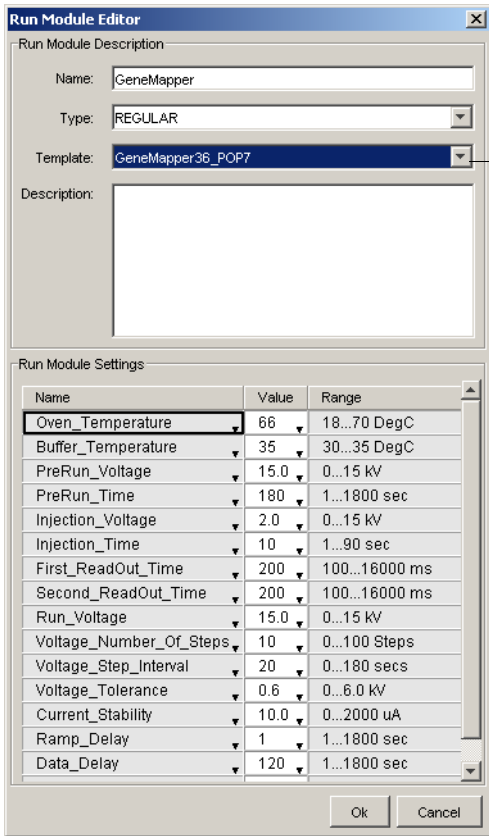 Run Module Editor
Run Module Description
Name: GeneMapper
Type: REGULAR
Template: GeneMapper36_POP7
Description:
Run Module Settings
Name Value Range
Oven_Temperature 66 18...70 DegC
Buffer_Temperature 35 30...35 DegC
PreRun_Voltage 15.0 0...15 kV
PreRun_Time 180 1...1800 sec
Injection_Voltage 2.0 0...15 kV
Injection_Time 10 1...90 sec
First_ReadOut_Time 200 100...16000 ms
Second_ReadOut_Time 200 100...16000 ms
Run_Voltage 15.0 0...15 kV
Voltage_Number_Of_Steps 10 0...100 Steps
Voltage_Step_Interval 20 0...180 secs
Voltage_Tolerance 0.6 0...6.0 kV
Current_Stability 10.0 0...2000 uA
Ramp_Delay 1 1...1800 sec
Data_Delay 120 1...1800 sec
Ok Cancel